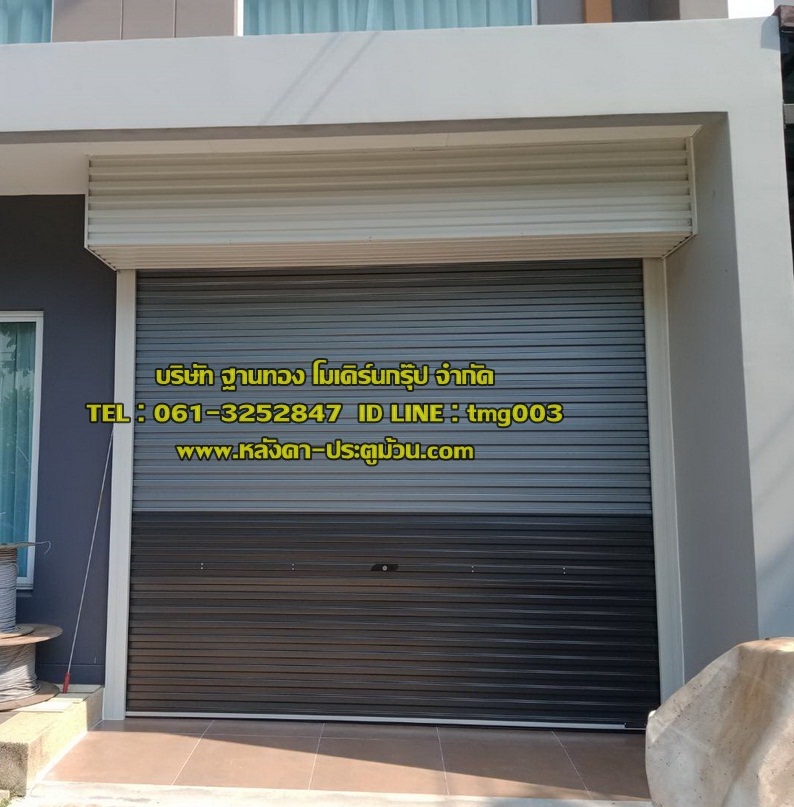 บริษัท ฐานทอง โมเดิร์นกรุ๊ป จำกัด
TEL : 061-3252847 ID LINE : tmg003
www.หลังคา-ประตูม้วน.com